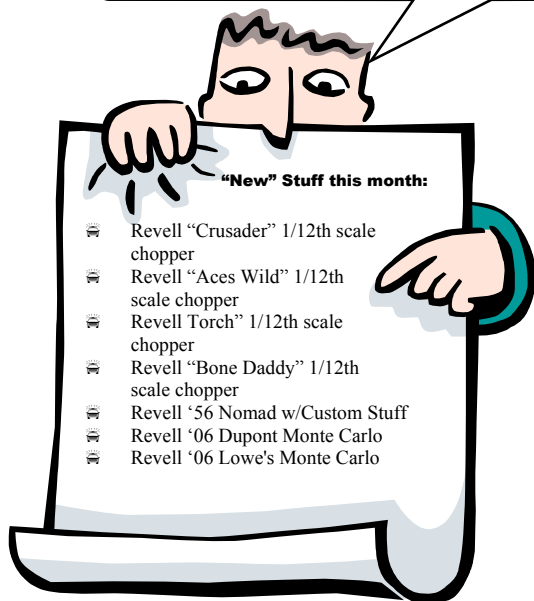 “New” Stuff this month:
Revell “Crusader” 1/12th scale
chopper
Revell “Aces Wild” 1/12th
scale chopper
Revell Torch” 1/12th scale
chopper
Revell “Bone Daddy” 1/12th
scale chopper
Revell ‘56 Nomad w/Custom Stuff
Revell ‘06 Dupont Monte Carlo
Revell ‘06 Lowe's Monte Carlo